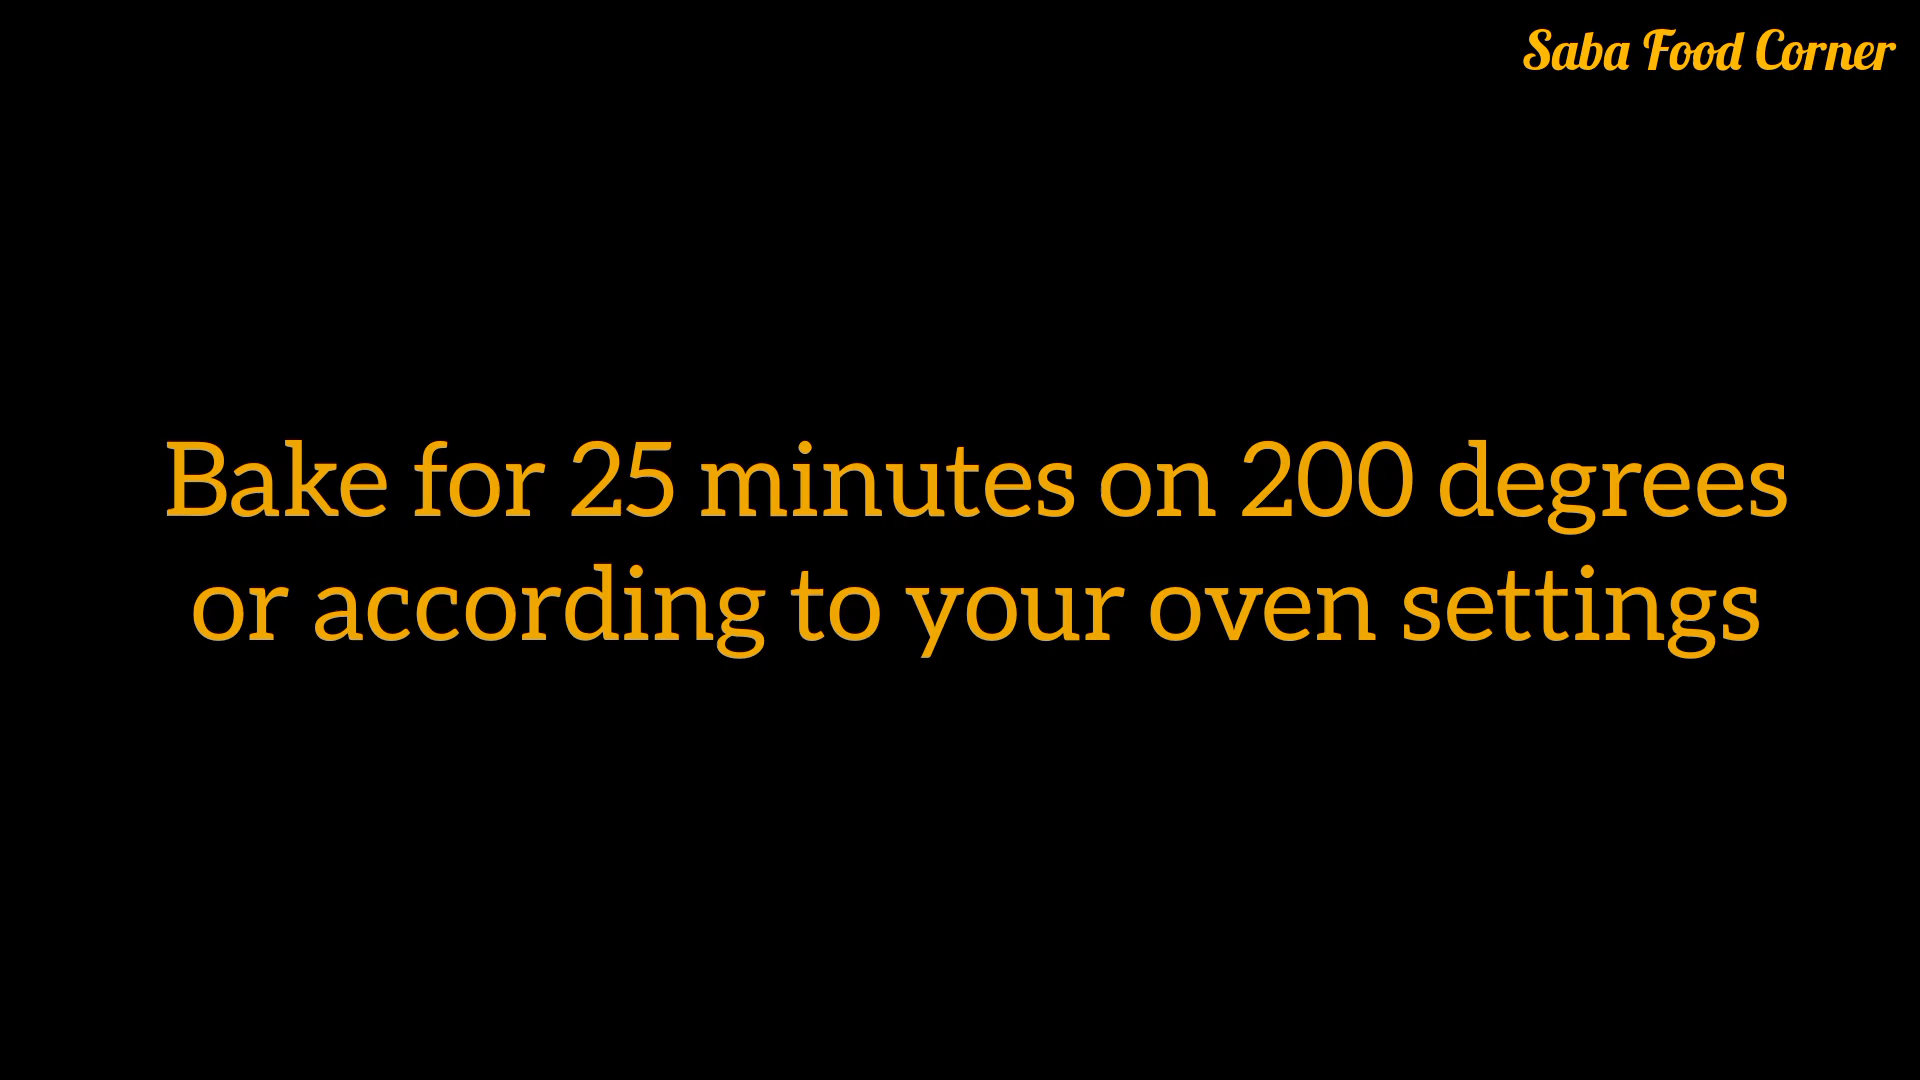 Saba Food Corner
Bake for 25 minutes on 200 degrees
or according to your oven settings